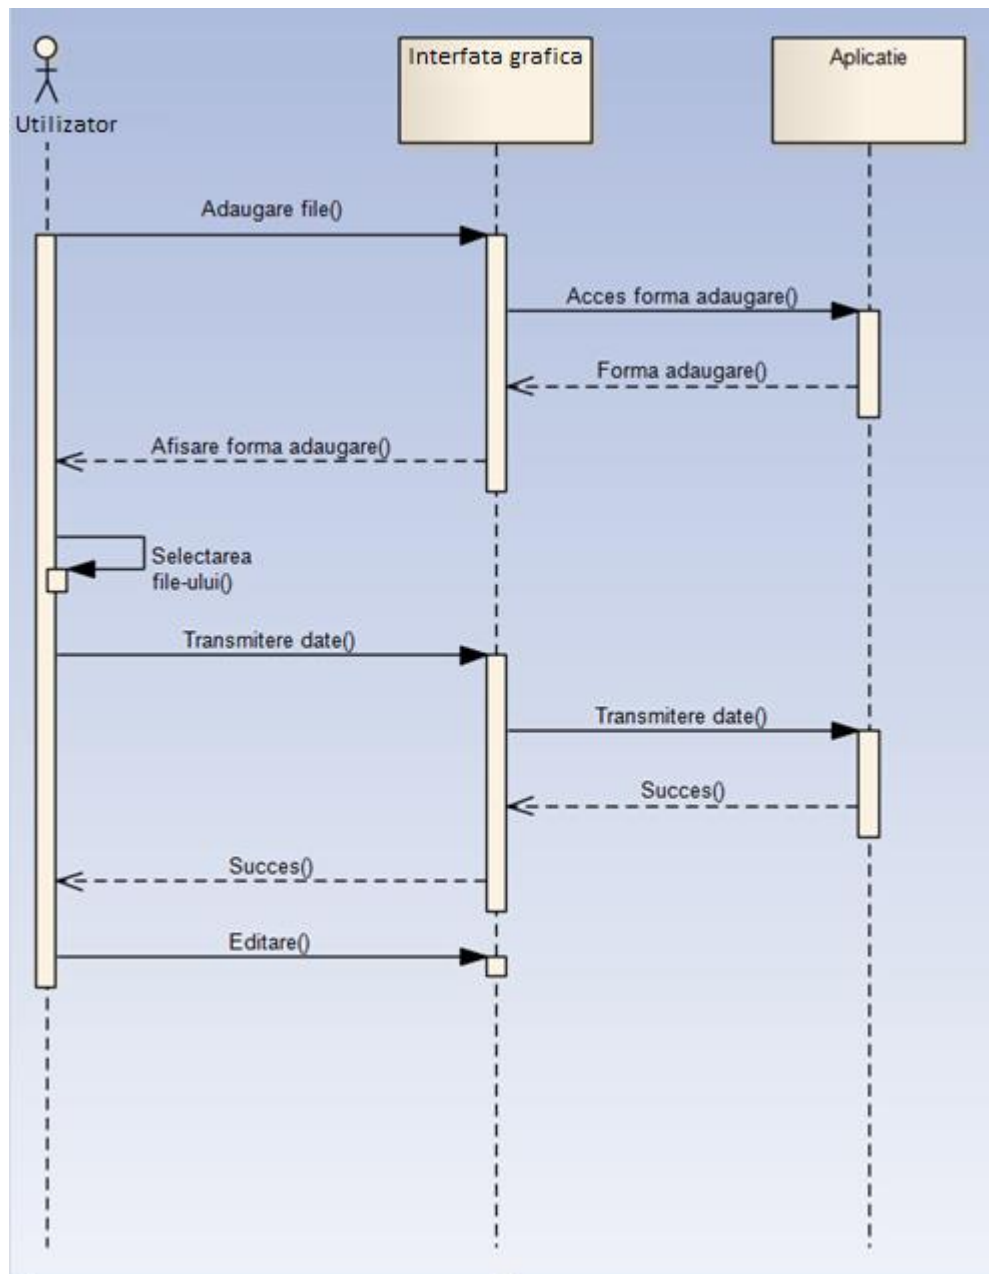 Utilizator
Interfata grafica
Aplicatie
Adaugare file()
Acces forma adaugare()
Forma adaugare()
Afisare forma adaugare()
Selectarea
file-ului()
Transmitere date()
Transmitere date()
Succes()
Succes()
Editare()